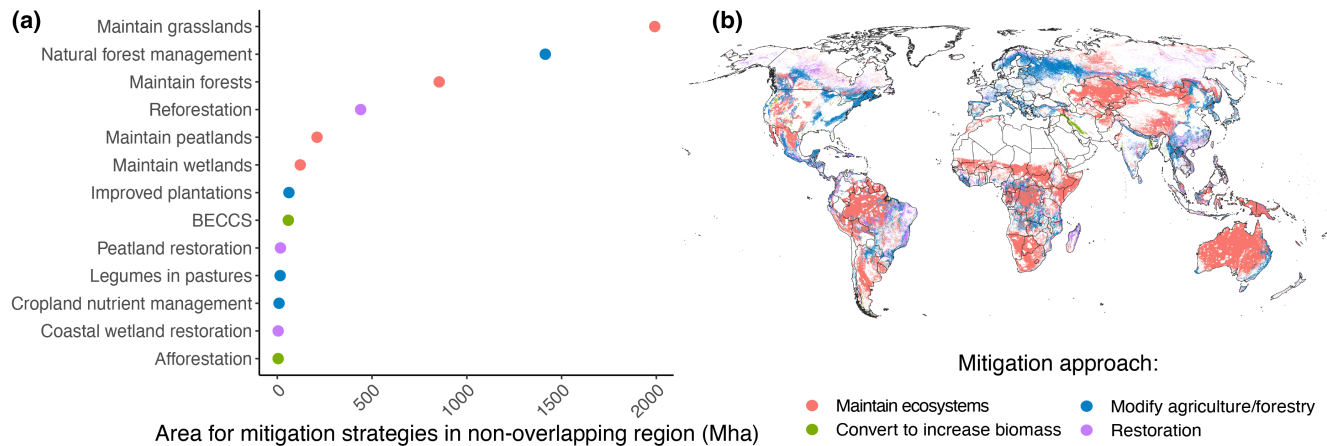 (a)
Maintain grasslands
Natural forest management
Maintain forests
Reforestation
Maintain peatlands
Maintain wetlands
Improved plantations
BECCS
Peatland restoration
Legumes in pastures
Cropland nutrient management
Coastal wetland restoration
Afforestation
0
500
1000
1500
2000
Area for mitigation strategies in non-overlapping region (Mha)
(b)
Mitigation approach:
Maintain ecosystems
Convert to increase biomass
Modify agriculture/forestry
Restoration